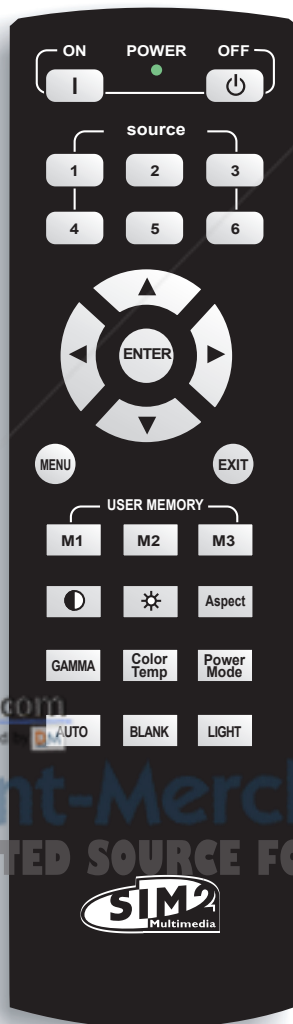 ON POWER OFF
I
source
1 2 3
4 5 6
ENTER
MENU EXIT
USER MEMORY
M1 M2 M3
Aspect
GAMMA Color Temp Power Mode
AUTO BLANK LIGHT
com
nt-Merch
TED SOURCE FO
SIM2
Multimedia